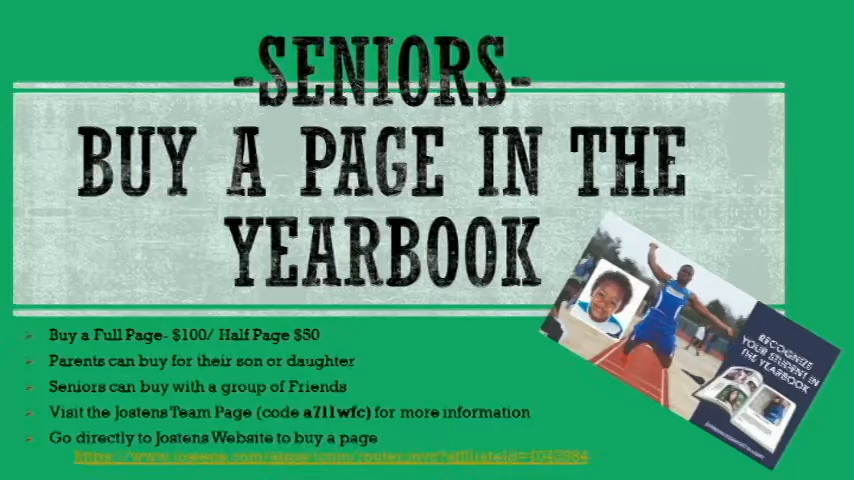 -SENIORS-
BUY A PAGE IN THE
YEARBOOK
Buy a Full Page- $100/ Half Page $50
Parents can buy for their son or daughter
Seniors can buy with a group of Friends
Visit the Jostens Team Page (code a711wfc) for more information
Go directly to Jostens Website to buy a page
RECOGNIZE
YOUR STUDENT IN
THE YEARBOOK